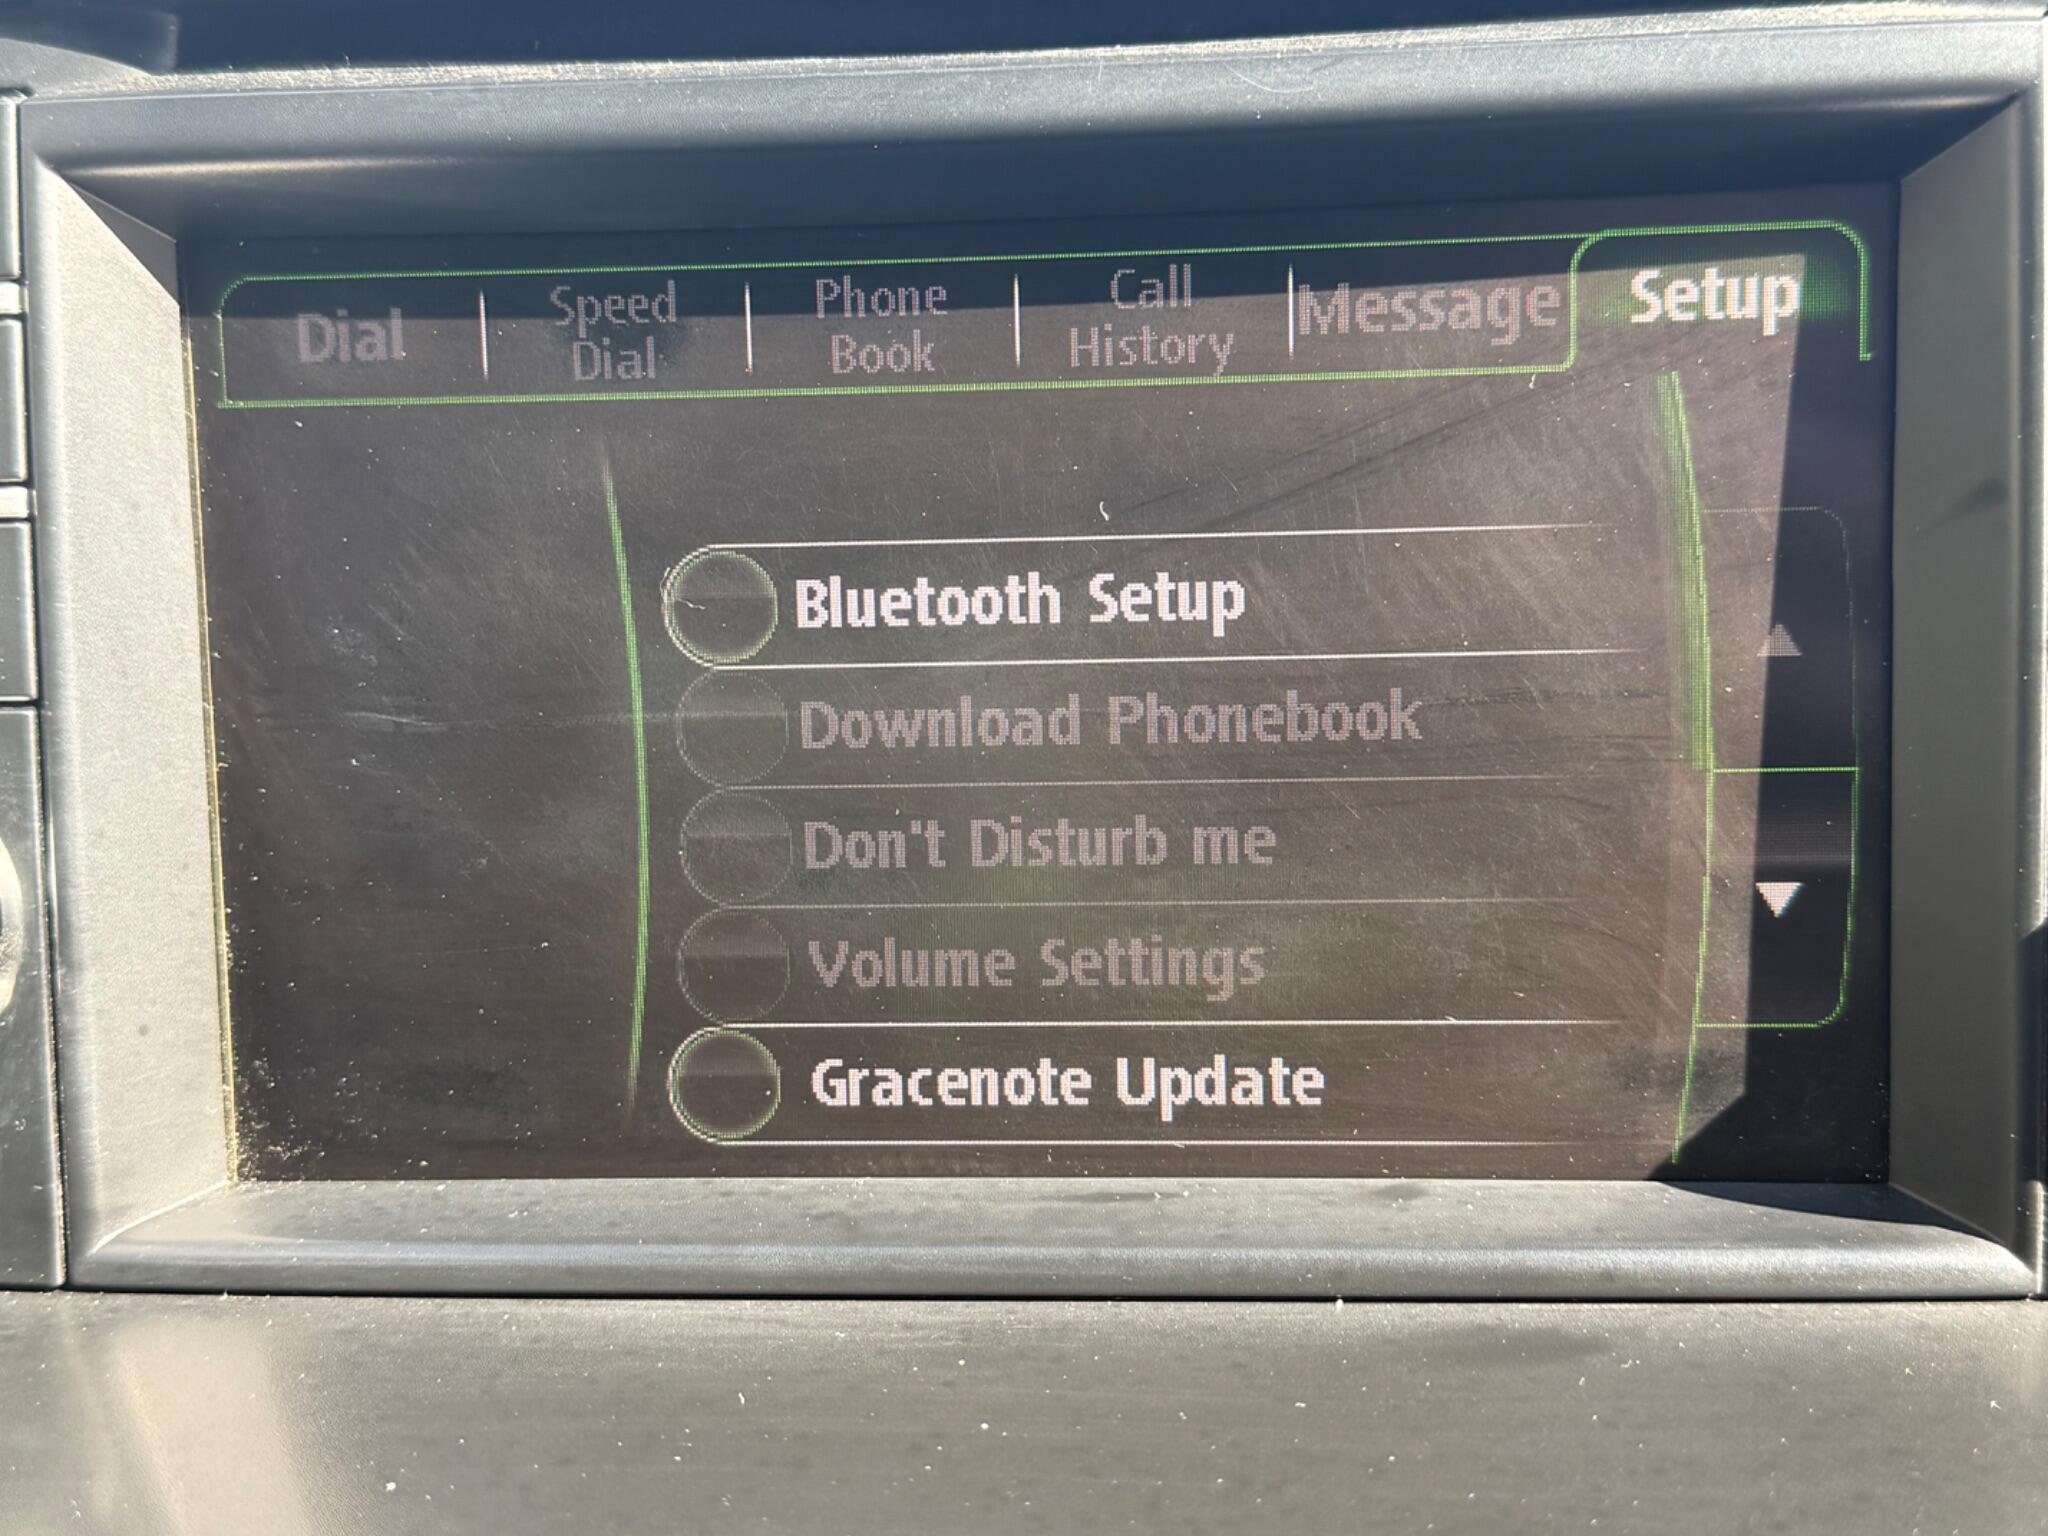 Dial
Speed
Dial
Phone
Book
Call
History
Message
Setup
Bluetooth Setup
Download Phonebook
Don't Disturb me
Volume Settings
Gracenote Update